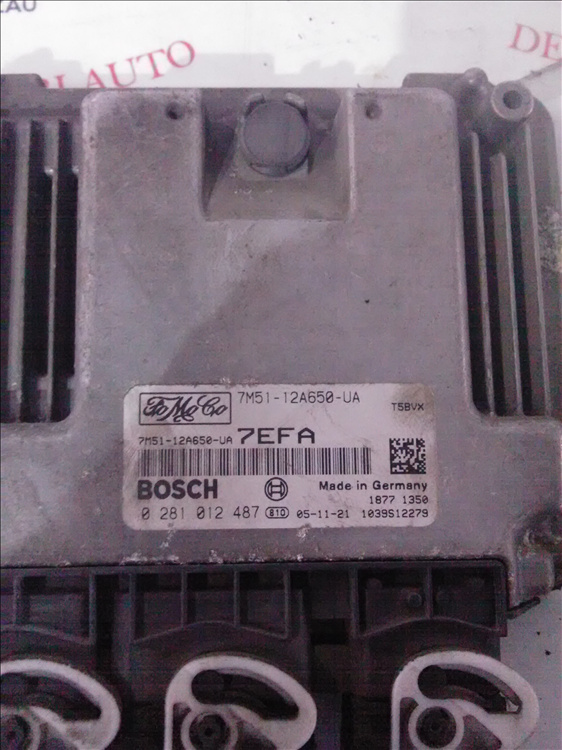 FoMoCo 7M51-12A650-UA
T5BVX
7M51-12A650-UA 7EFA
BOSCH Made in Germany
1877 1350
0 281 012 487 810 05-11-21 1039S12279